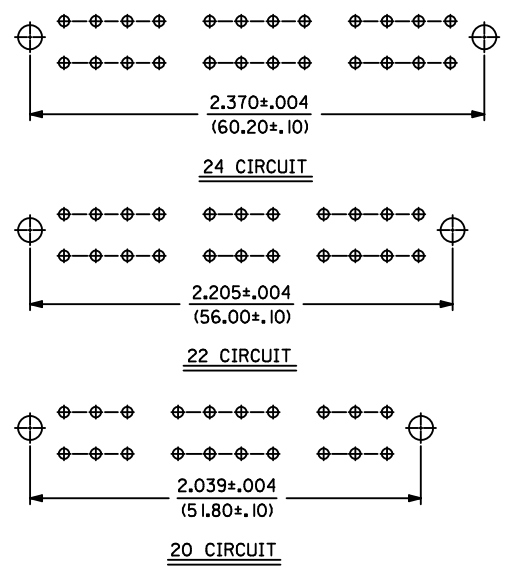 2.370±.004
(60.20±.10)
24 CIRCUIT
2.205±.004
(56.00±.10)
22 CIRCUIT
2.039±.004
(51.80±.10)
20 CIRCUIT